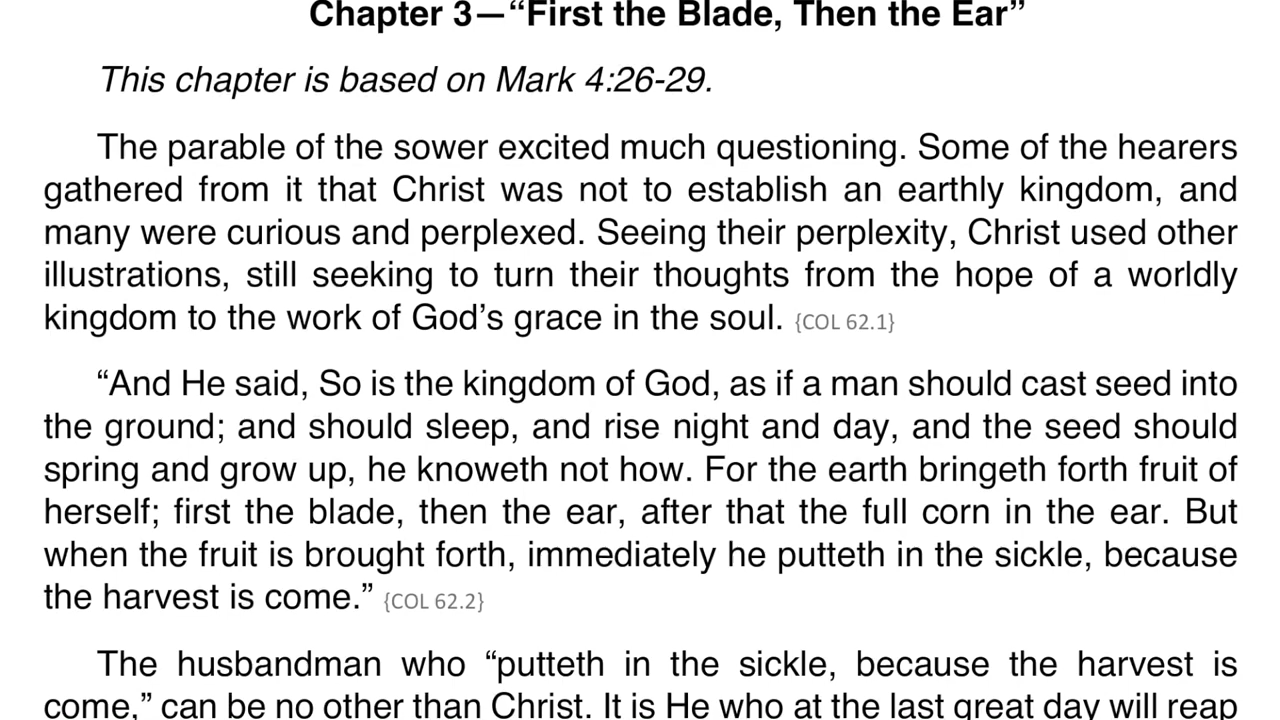 Chapter 3—“First the Blade, Then the Ear”
This chapter is based on Mark 4:26-29.
The parable of the sower excited much questioning. Some of the hearers
gathered from it that Christ was not to establish an earthly kingdom, and
many were curious and perplexed. Seeing their perplexity, Christ used other
illustrations, still seeking to turn their thoughts from the hope of a worldly
kingdom to the work of God’s grace in the soul. {COL 62.1}
“And He said, So is the kingdom of God, as if a man should cast seed into
the ground; and should sleep, and rise night and day, and the seed should
spring and grow up, he knoweth not how. For the earth bringeth forth fruit of
herself; first the blade, then the ear, after that the full corn in the ear. But
when the fruit is brought forth, immediately he putteth in the sickle, because
the harvest is come.” {COL 62.2}
The husbandman who “putteth in the sickle, because the harvest is
come,” can be no other than Christ. It is He who at the last great day will reap